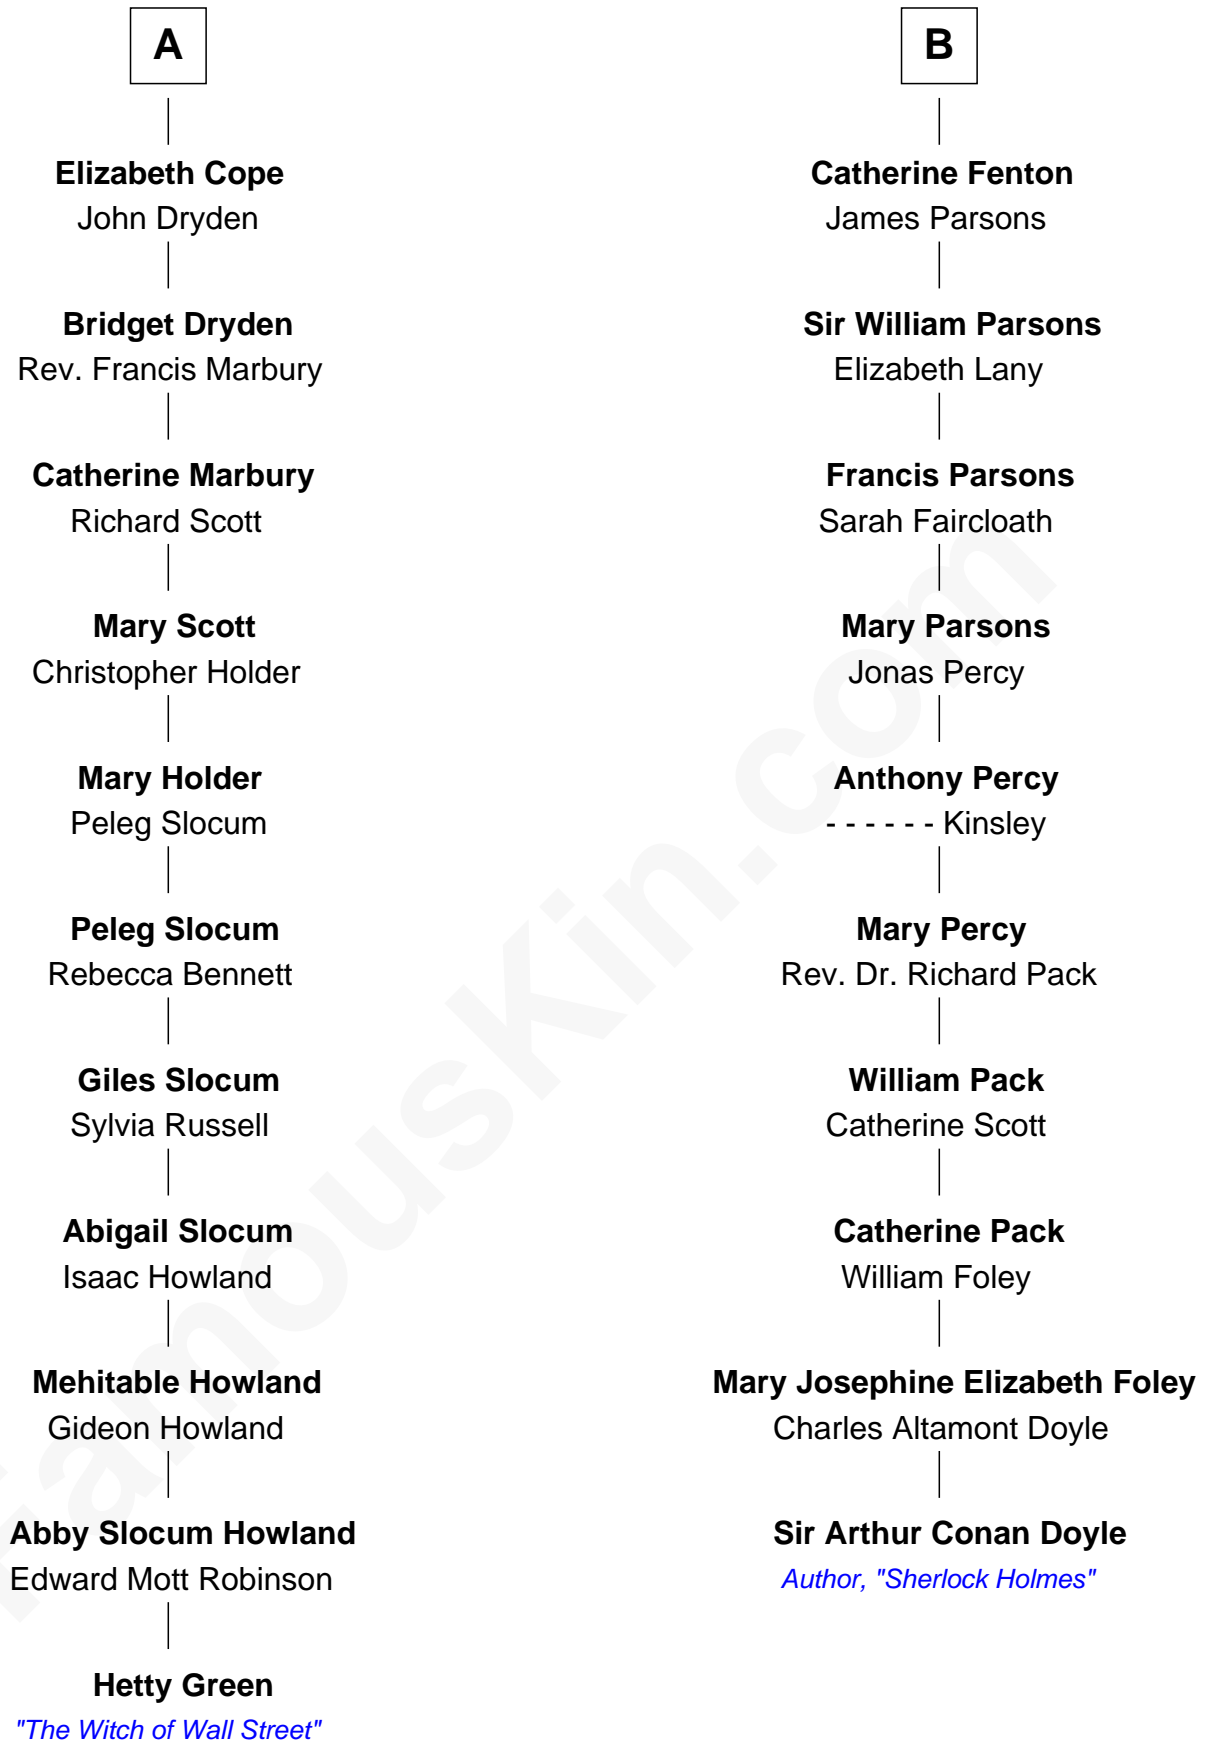 A
Elizabeth Cope
John Dryden
Bridget Dryden
Rev. Francis Marbury
Catherine Marbury
Richard Scott
Mary Scott
Christopher Holder
Mary Holder
Peleg Slocum
Peleg Slocum
Rebecca Bennett
Giles Slocum
Sylvia Russell
Abigail Slocum
Isaac Howland
Mehitable Howland
Gideon Howland
Abby Slocum Howland
Edward Mott Robinson
Hetty Green
"The Witch of Wall Street"
B
Catherine Fenton
James Parsons
Sir William Parsons
Elizabeth Lany
Francis Parsons
Sarah Faircloath
Mary Parsons
Jonas Percy
Anthony Percy
- - - - - - Kinsley
Mary Percy
Rev. Dr. Richard Pack
William Pack
Catherine Scott
Catherine Pack
William Foley
Mary Josephine Elizabeth Foley
Charles Altamont Doyle
Sir Arthur Conan Doyle
Author, "Sherlock Holmes"
FamousKin.com